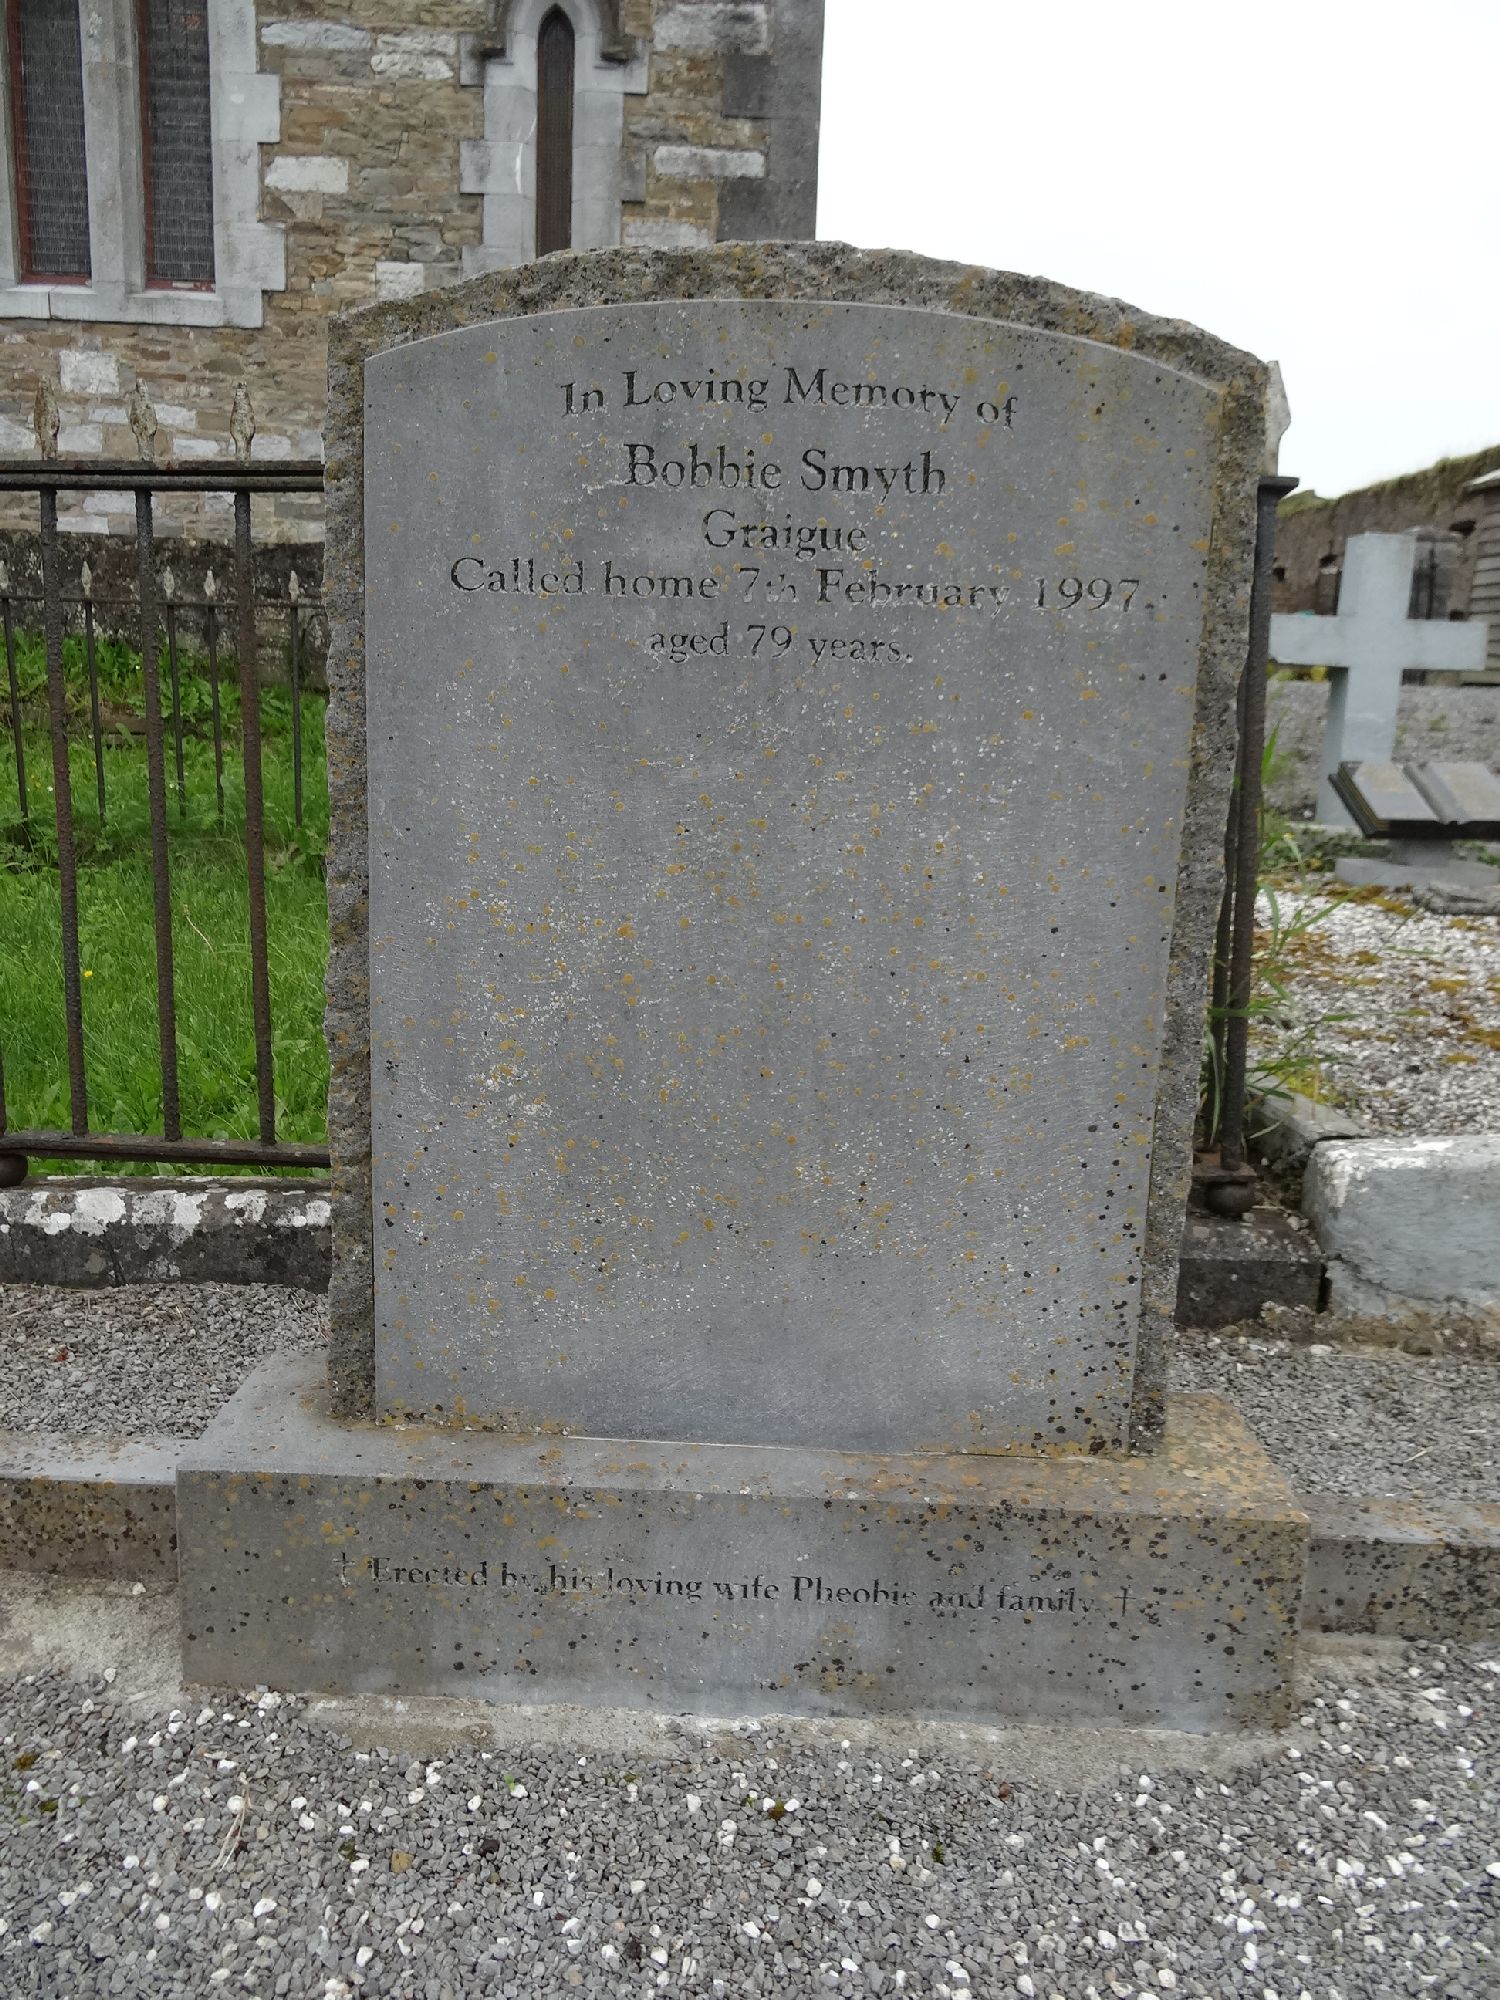 In Loving Memory of
Bobbie Smyth
Graigue
Called home 7th February 1997.
aged 79 years.
† Erected by his loving wife Pheobie and family. †